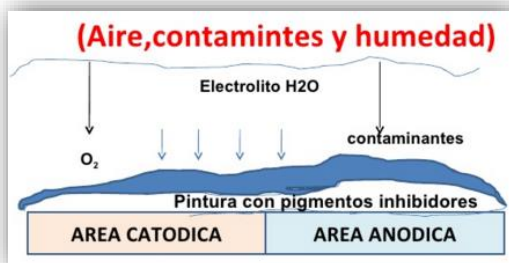 (Aire,contamintes y humedad)
Electrolito H2O
contaminantes
O2
Pintura con pigmentos inhibidores
AREA CATODICA
AREA ANODICA